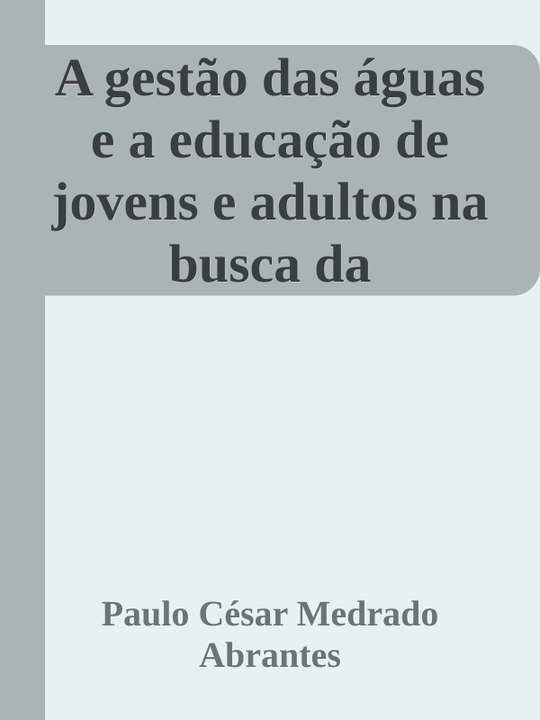 A gestão das águas
e a educação de
jovens e adultos na
busca da
Paulo César Medrado
Abrantes